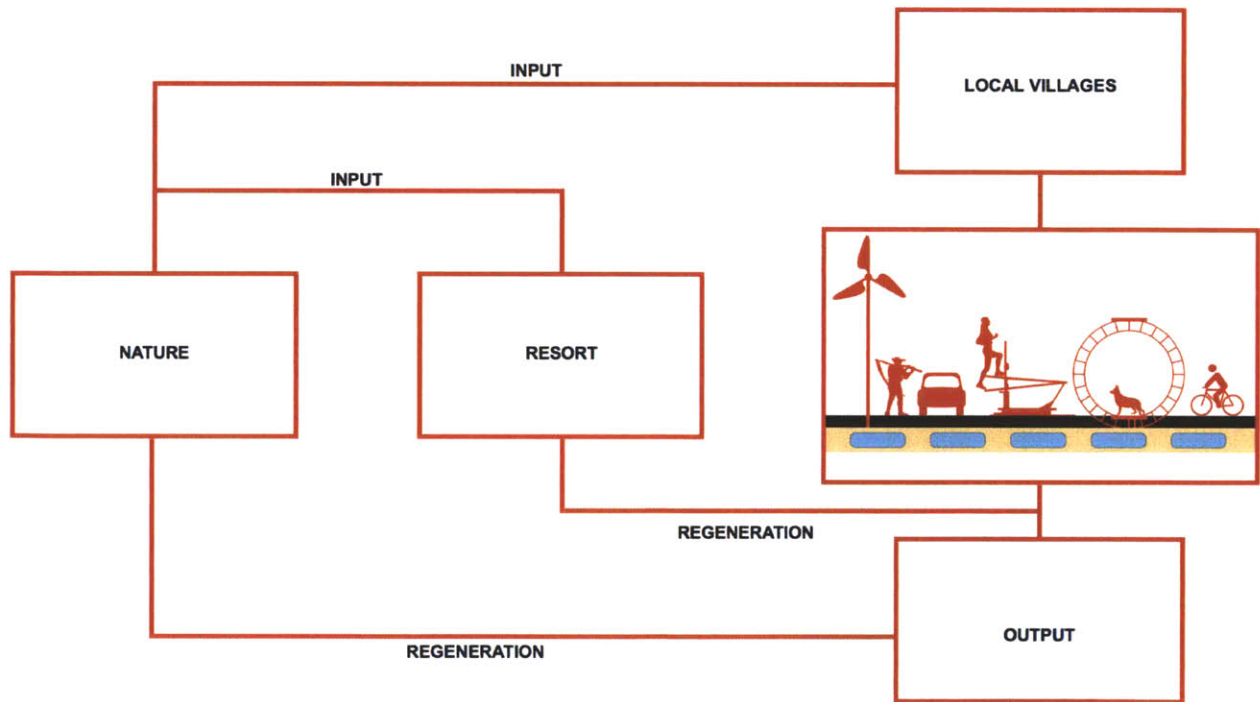 INPUT
LOCAL VILLAGES
INPUT
NATURE
RESORT
REGENERATION
OUTPUT
REGENERATION